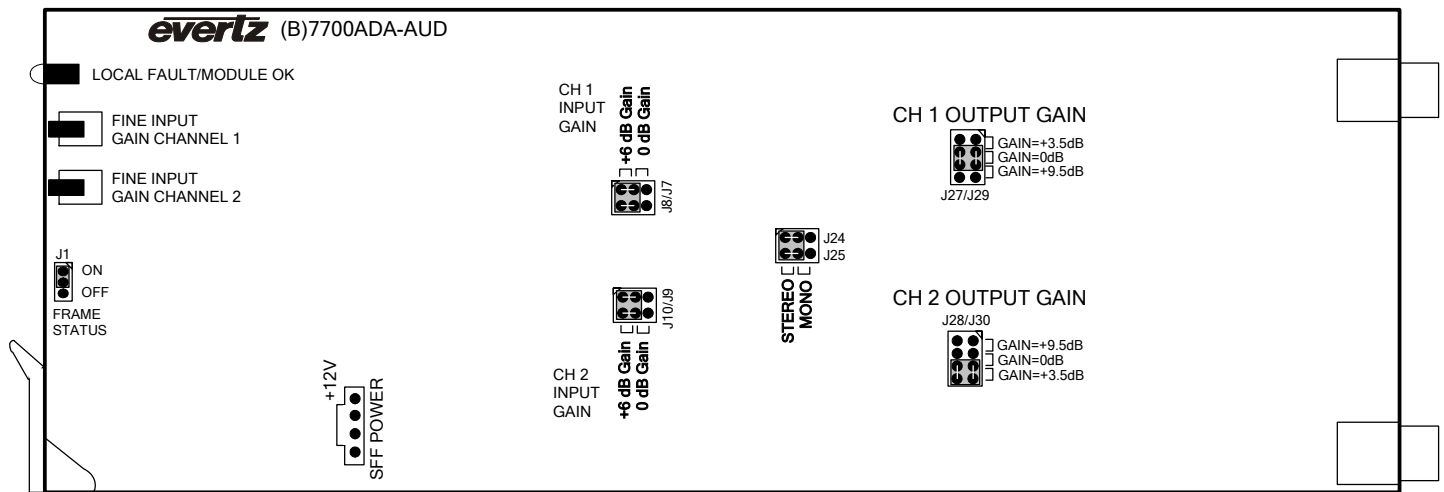 evertz (B)7700ADA-AUD
LOCAL FAULT/MODULE OK
FINE INPUT
GAIN CHANNEL 1
FINE INPUT
GAIN CHANNEL 2
J1
ON
OFF
FRAME
STATUS
+12V
SFF POWER
CH 1
INPUT
GAIN
+6 dB Gain
0 dB Gain
J8/J7
J10/J9
CH 2
INPUT
GAIN
+6 dB Gain
0 dB Gain
J24
J25
STEREO
MONO
CH 1 OUTPUT GAIN
GAIN=+3.5dB
GAIN=0dB
GAIN=+9.5dB
J27/J29
CH 2 OUTPUT GAIN
J28/J30
GAIN=+9.5dB
GAIN=0dB
GAIN=+3.5dB